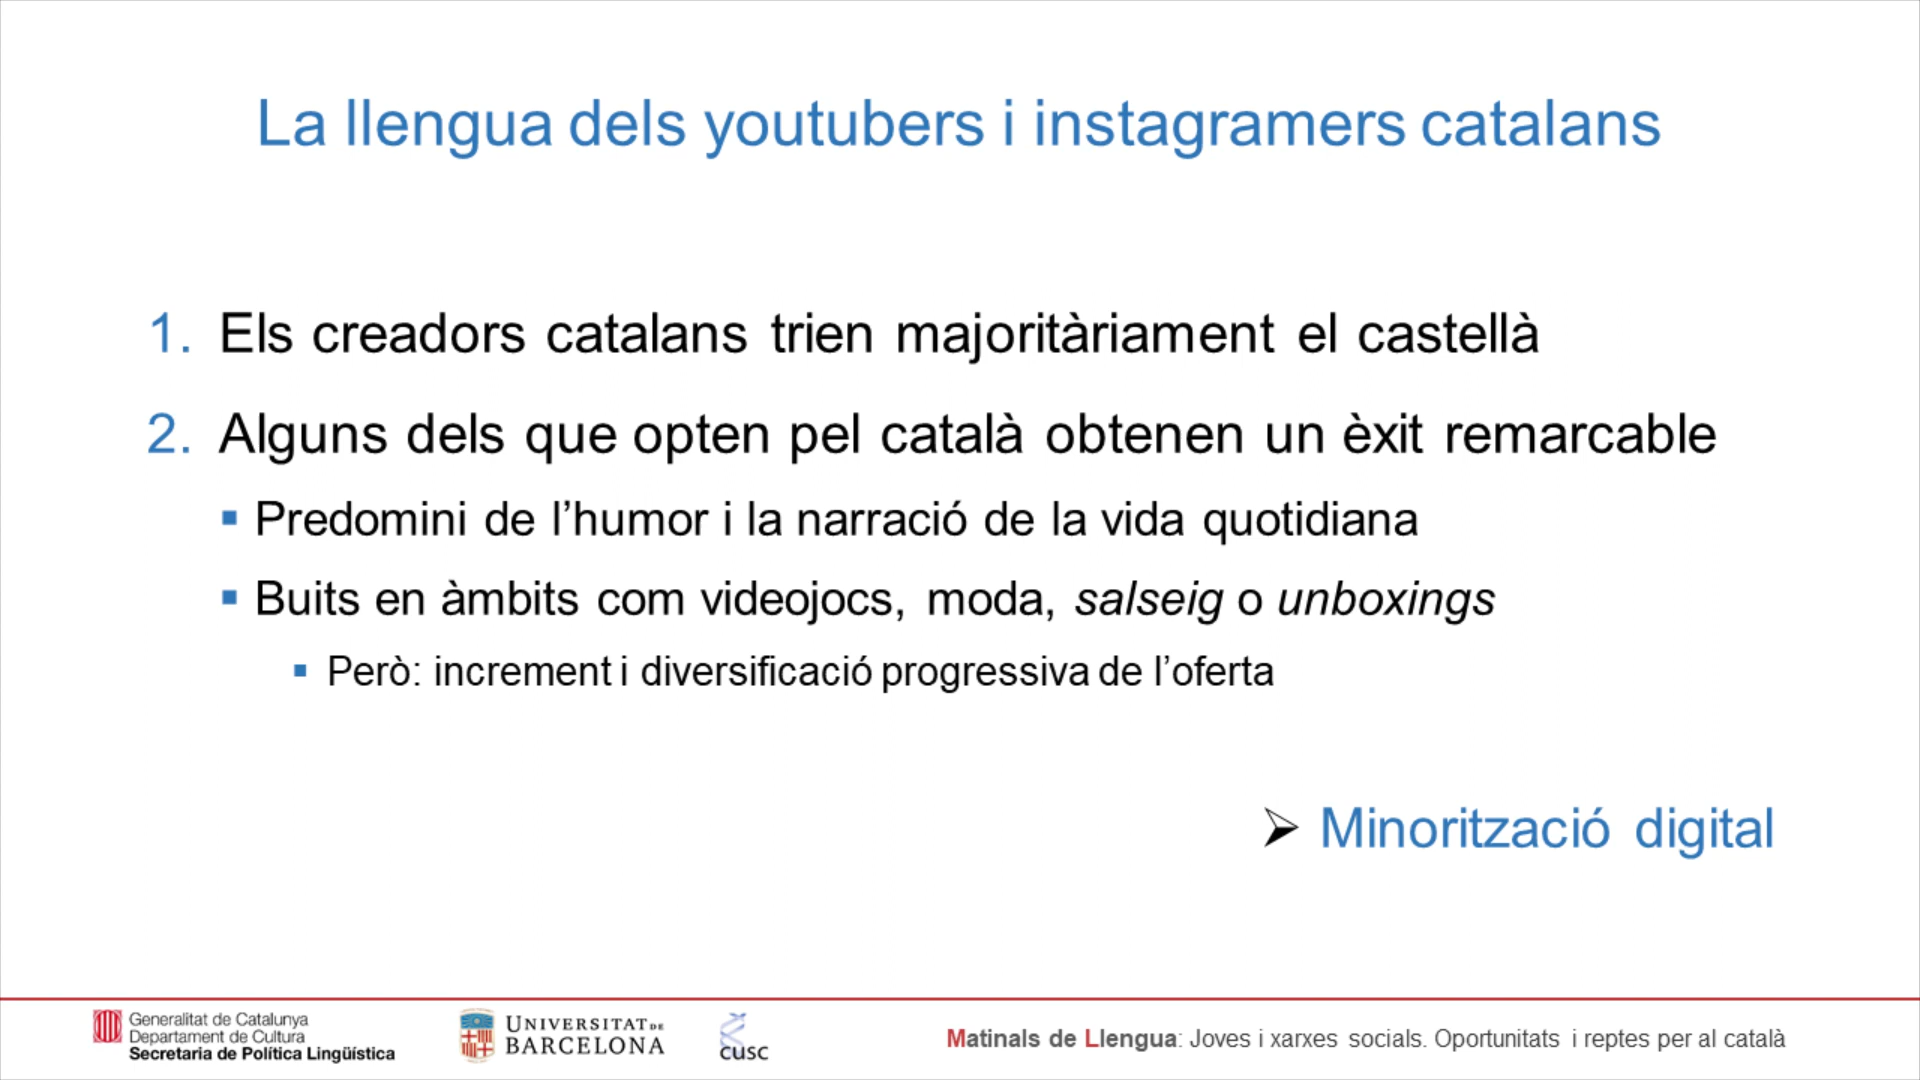 La llengua dels youtubers i instagramers catalans
1. Els creadors catalans trien majoritàriament el castellà
2. Alguns dels que opten pel català obtenen un èxit remarcable
▪ Predomini de l’humor i la narració de la vida quotidiana
▪ Buits en àmbits com videojocs, moda, salseig o unboxings
▪ Però: increment i diversificació progressiva de l’oferta
➢ Minorització digital
Generalitat de Catalunya
Departament de Cultura
Secretaria de Política Lingüística
UNIVERSITAT DE
BARCELONA
CUSC
Matinals de Llengua: Joves i xarxes socials. Oportunitats i reptes per al català